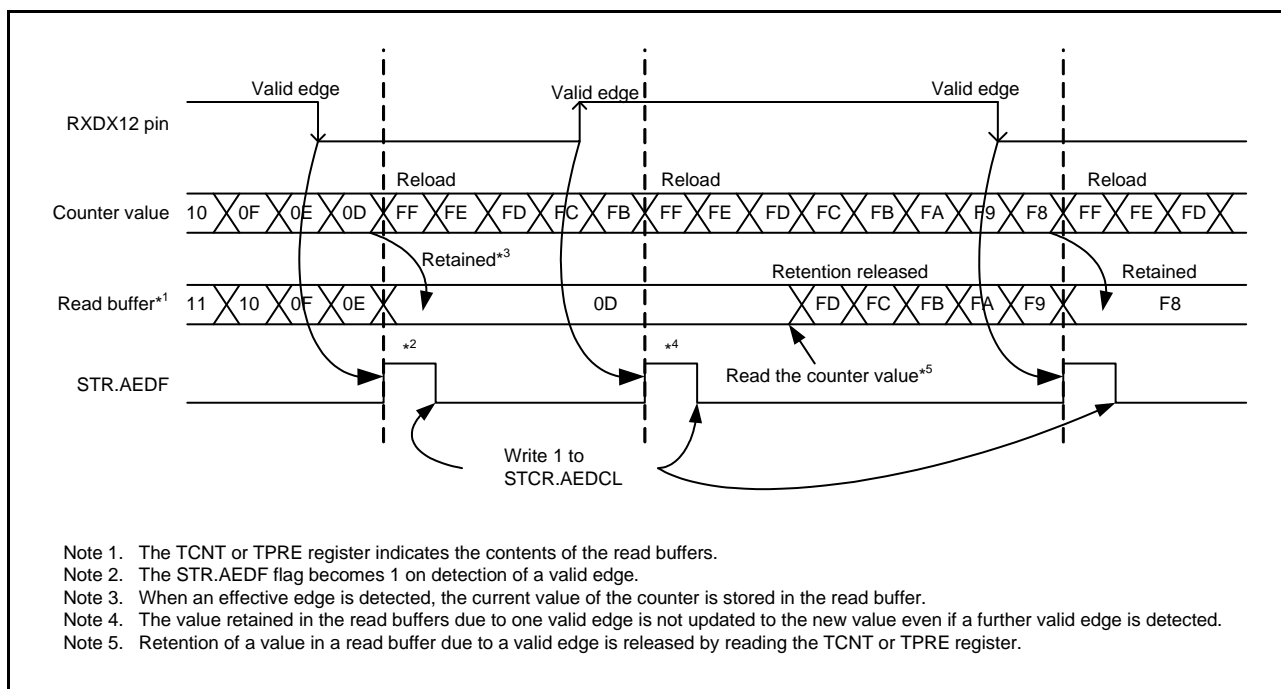 Valid edge Valid edge Valid edge
RXDX12 pin
Reload Reload Reload
Counter value 10 0F 0E 0D FF FE FD FC FB FF FE FD FC FB FA F9 F8 FF FE FD
Retained*3 Retention released Retained
Read buffer*1 11 10 0F 0E 0D FD FC FB FA F9 F8
*2 *4 Read the counter value*5
STR.AEDF
Write 1 to
STCR.AEDCL
Note 1. The TCNT or TPRE register indicates the contents of the read buffers.
Note 2. The STR.AEDF flag becomes 1 on detection of a valid edge.
Note 3. When an effective edge is detected, the current value of the counter is stored in the read buffer.
Note 4. The value retained in the read buffers due to one valid edge is not updated to the new value even if a further valid edge is detected.
Note 5. Retention of a value in a read buffer due to a valid edge is released by reading the TCNT or TPRE register.